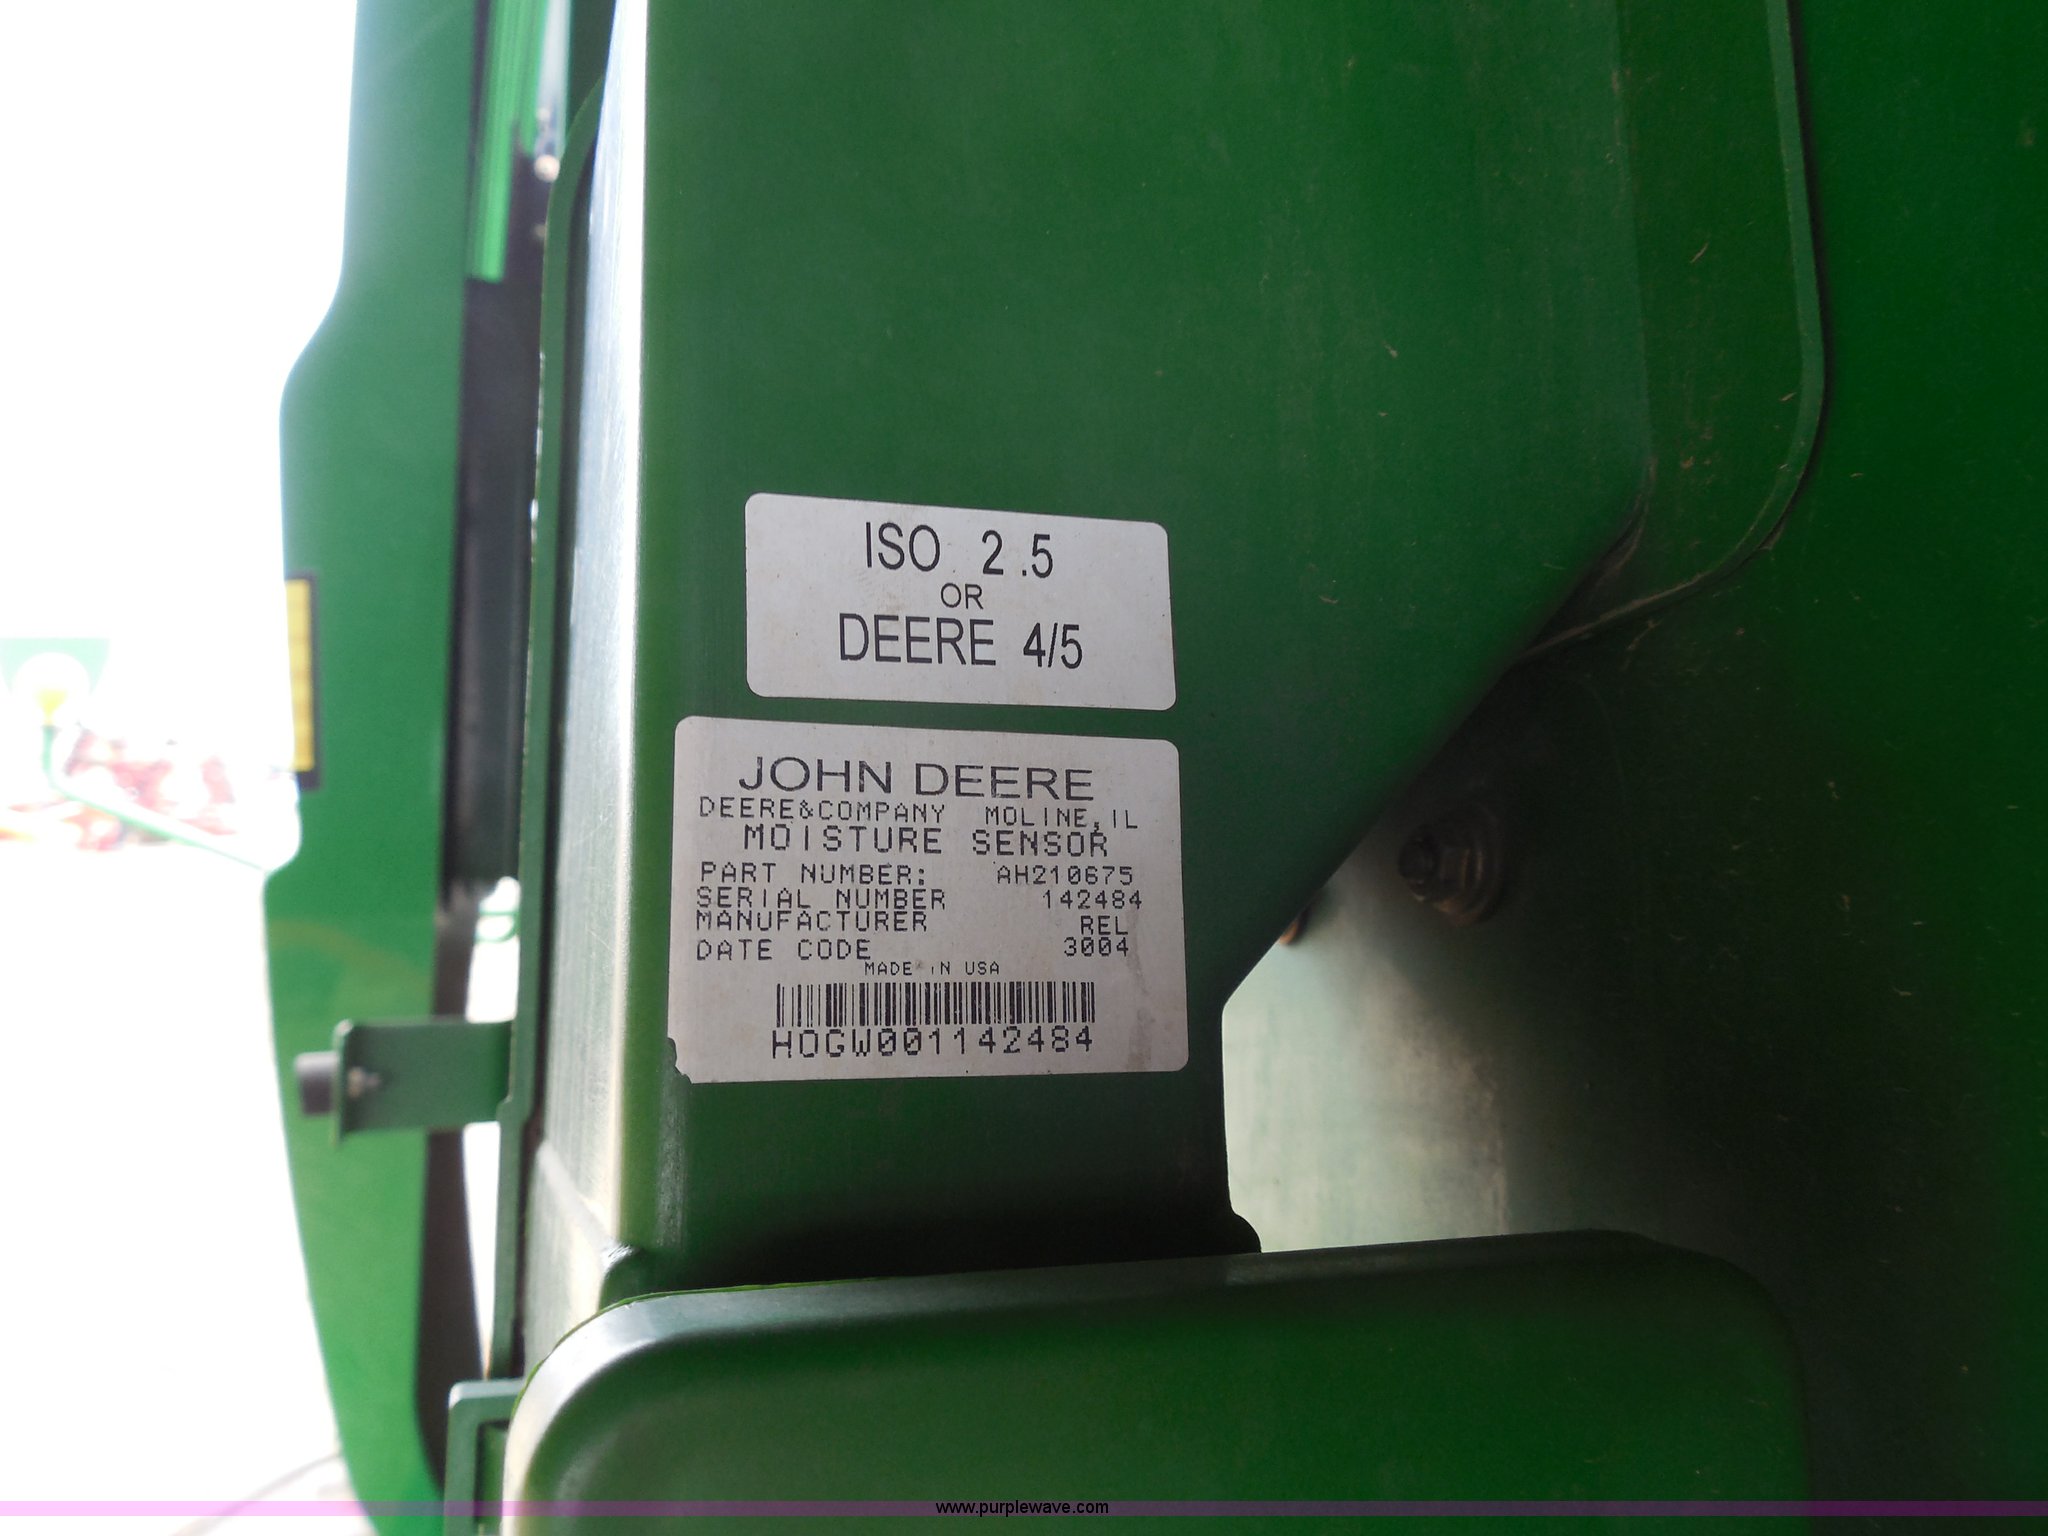 ISO 2.5
OR
DEERE 4/5
JOHN DEERE
DEERE&COMPANY MOLINE, IL
MOISTURE SENSOR
PART NUMBER: AH210675
SERIAL NUMBER 142484
MANUFACTURER REL
DATE CODE 3004
MADE IN USA
HOGW001142484
www.purplewave.com